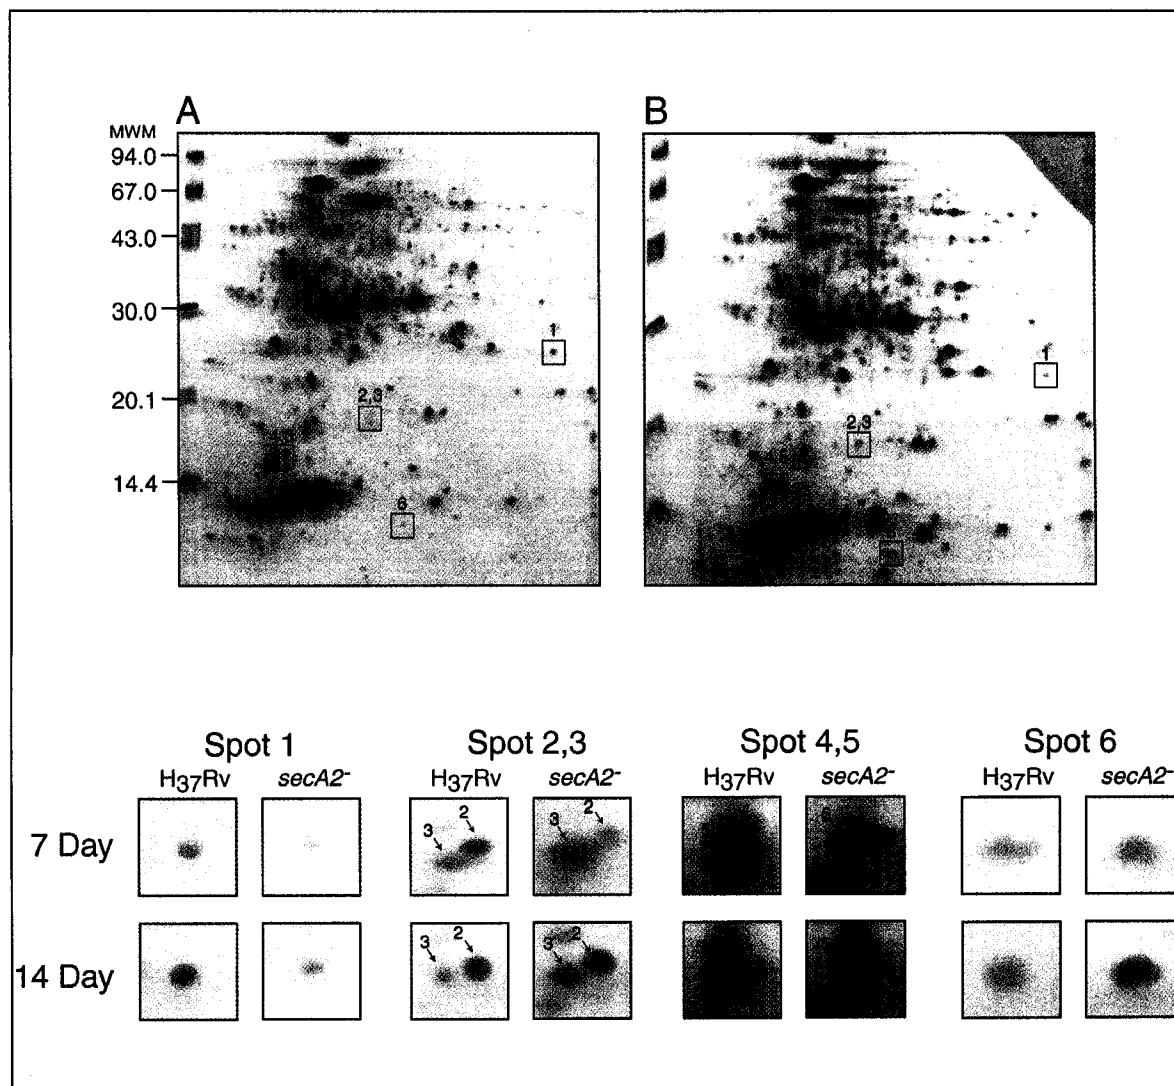 A
B
MWM
94.0
67.0
43.0
30.0
20.1
14.4
1
2,3
6
1
2,3
Spot 1
Spot 2,3
Spot 4,5
Spot 6
H37Rv
secA2-
H37Rv
secA2-
H37Rv
secA2-
H37Rv
secA2-
7 Day
3
2
3
2
14 Day
3
2
3
2